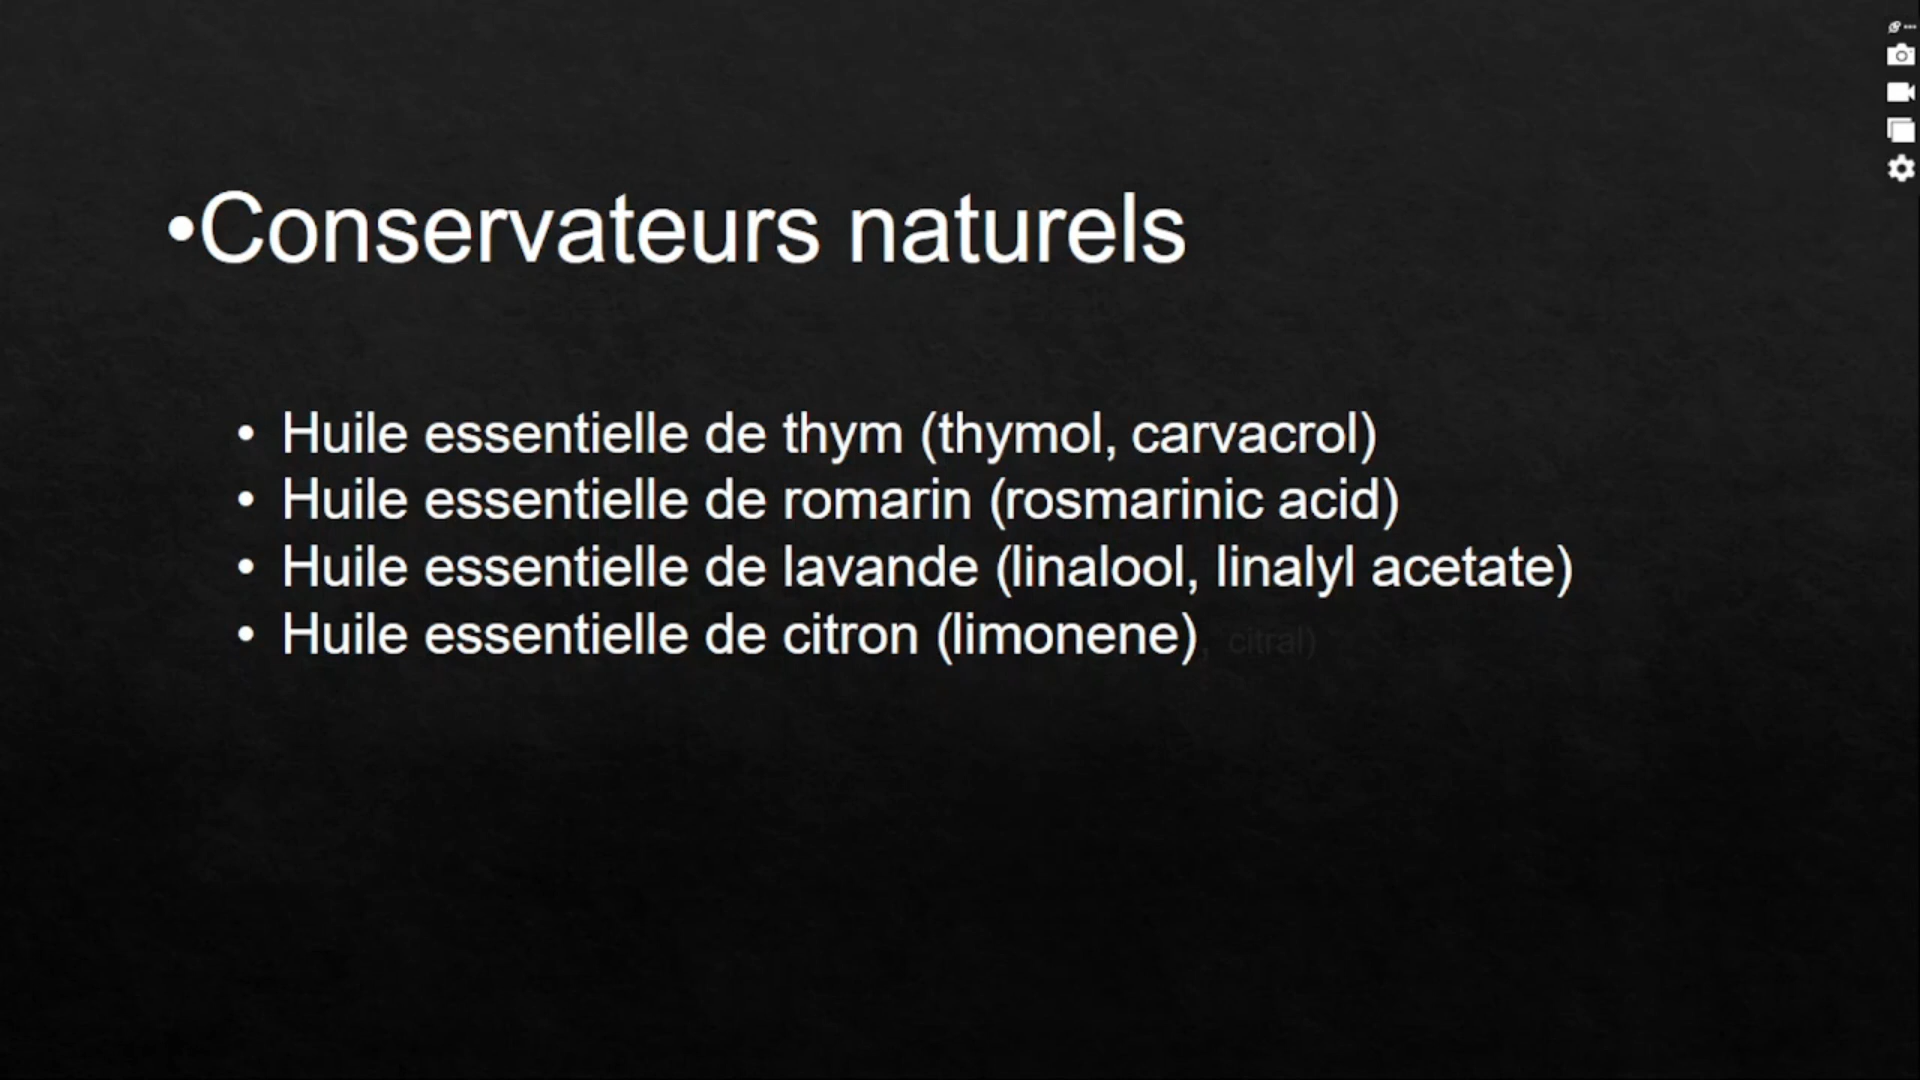 •Conservateurs naturels
• Huile essentielle de thym (thymol, carvacrol)
• Huile essentielle de romarin (rosmarinic acid)
• Huile essentielle de lavande (linalool, linalyl acetate)
• Huile essentielle de citron (limonene), citral)